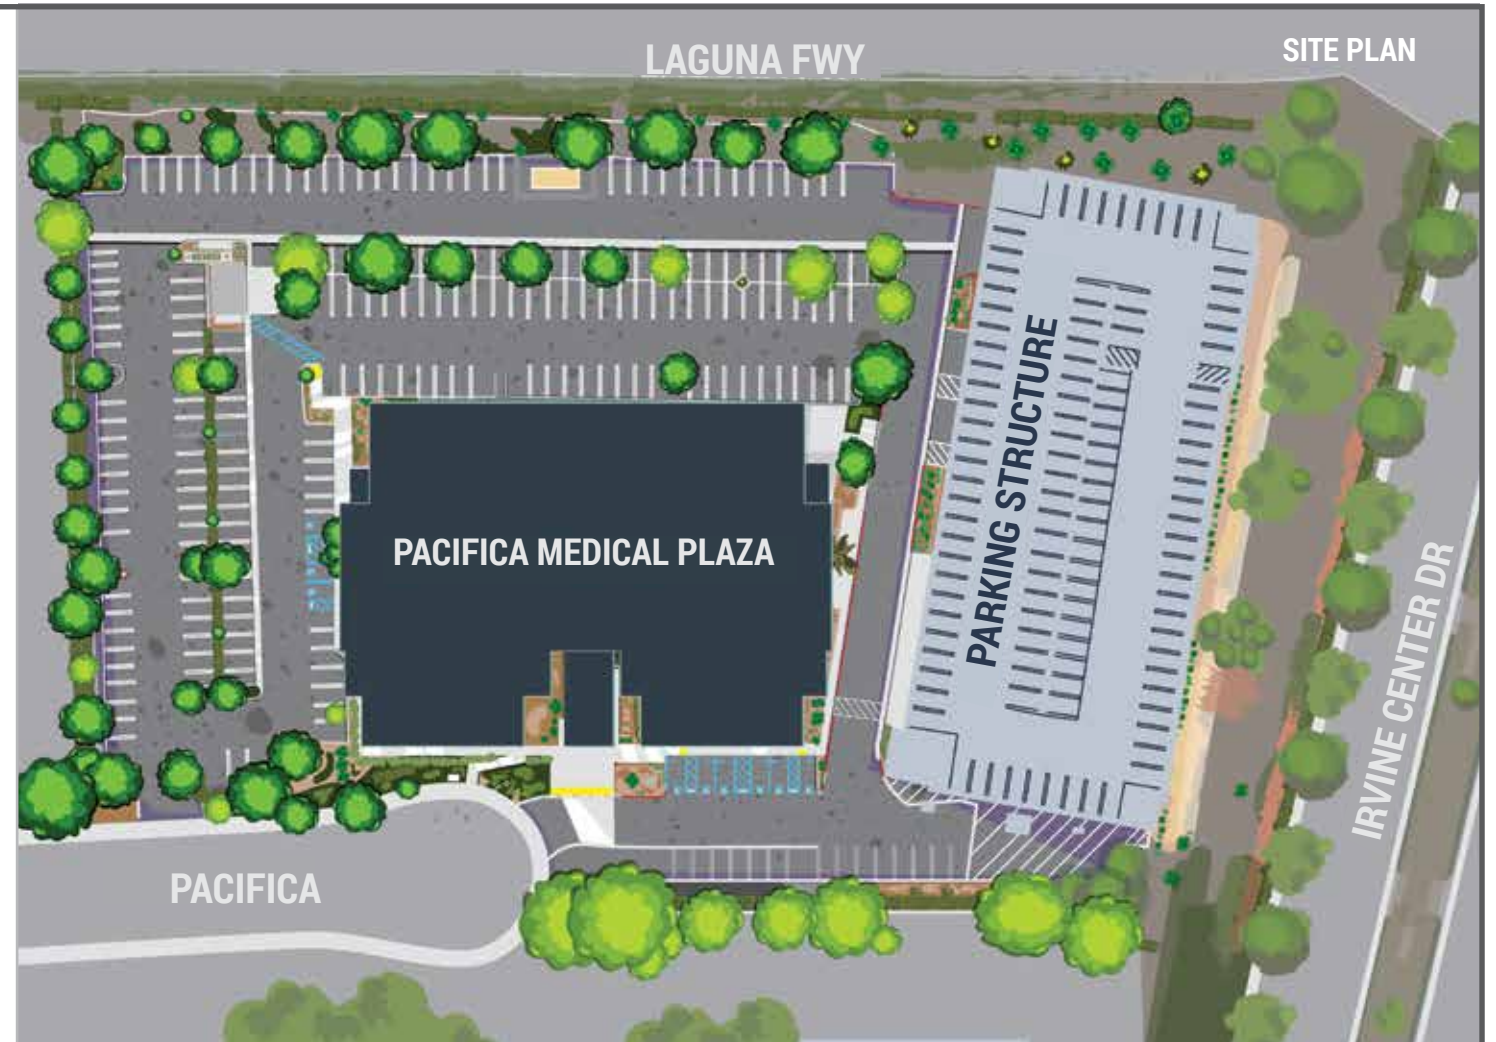 LAGUNA FWY
SITE PLAN
PACIFICA MEDICAL PLAZA
PARKING STRUCTURE
IRVINE CENTER DR
PACIFICA